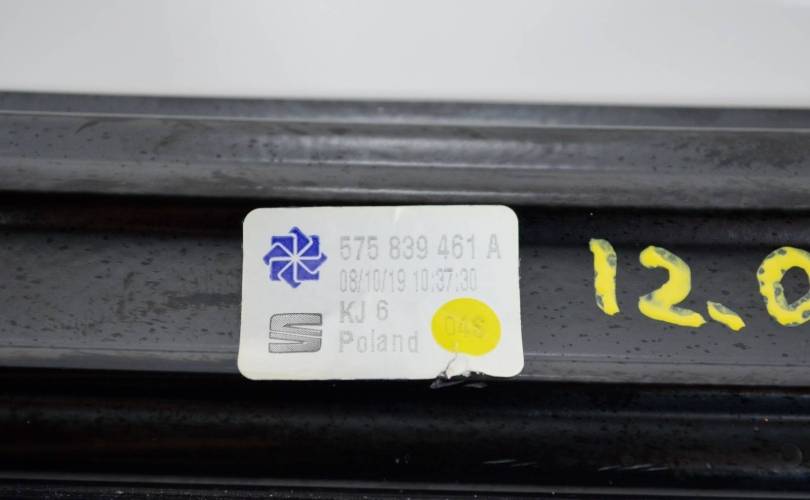 575 839 461 A
08/10/19 10:37:30
KJ 6
04S
Poland
12.0